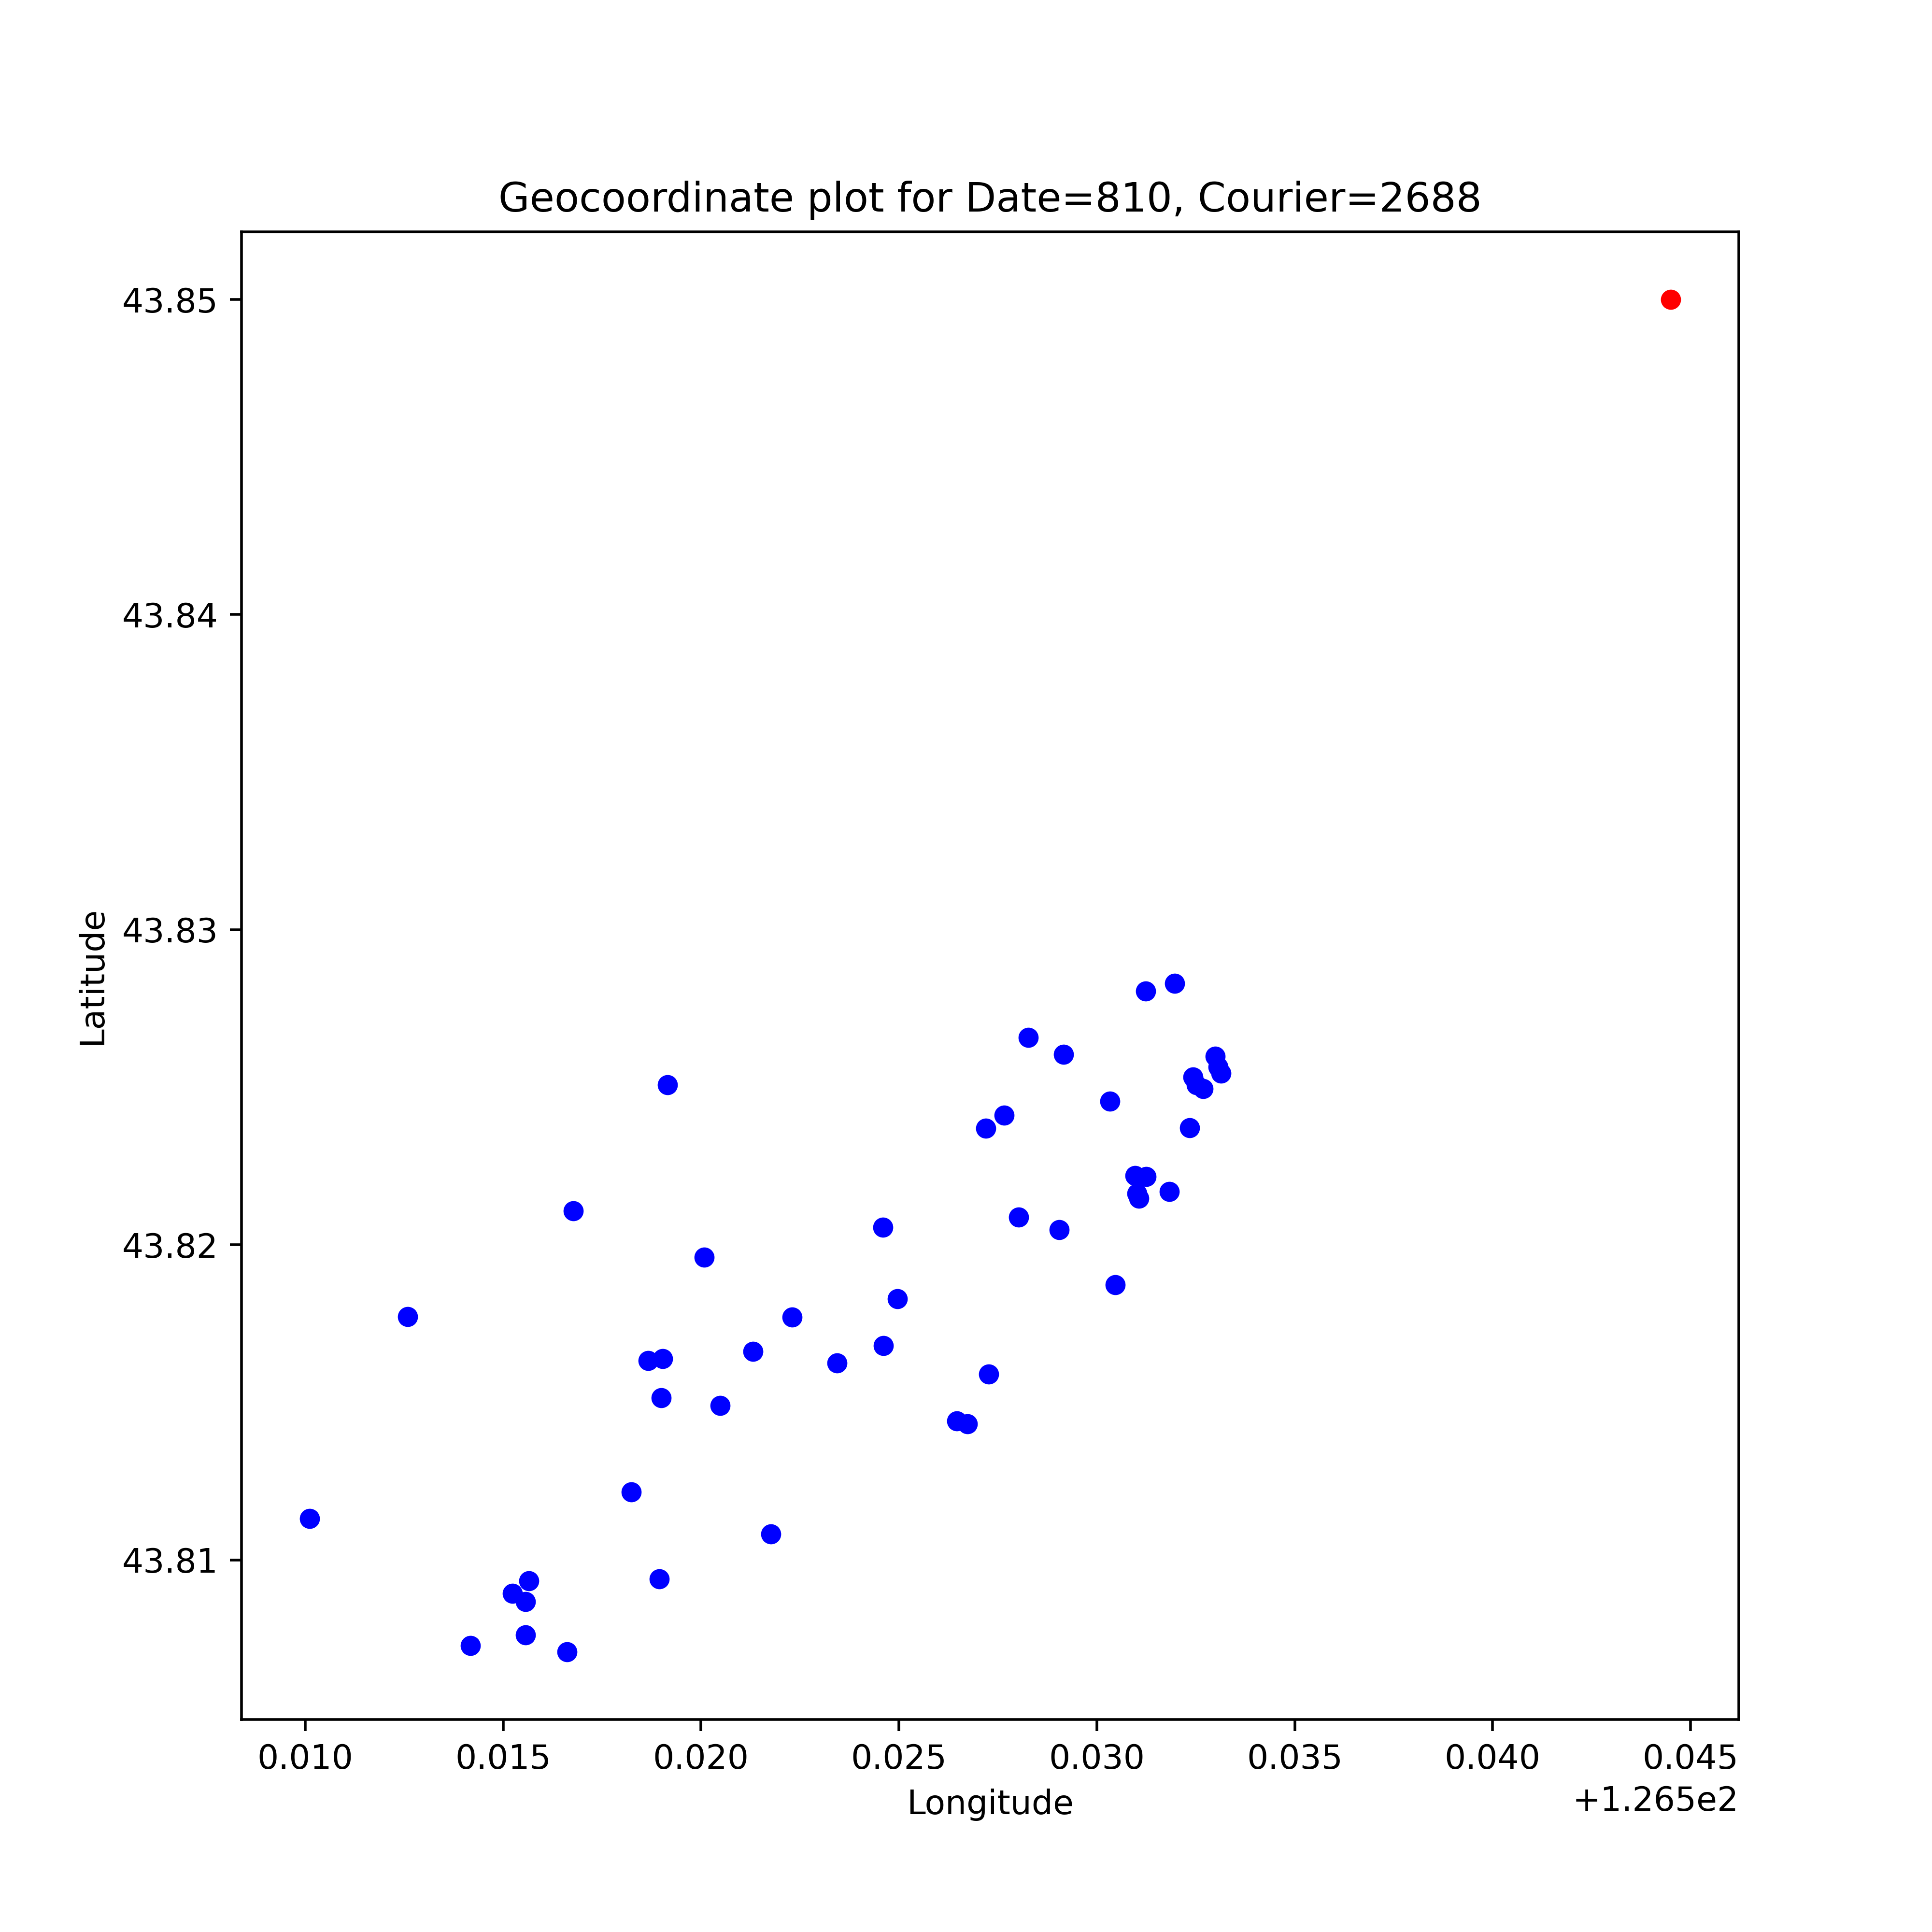 Geocoordinate plot for Date=810, Courier=2688
43.85
43.84
43.83
43.82
43.81
Latitude
0.010 0.015 0.020 0.025 0.030 0.035 0.040 0.045
+1.265e2
Longitude